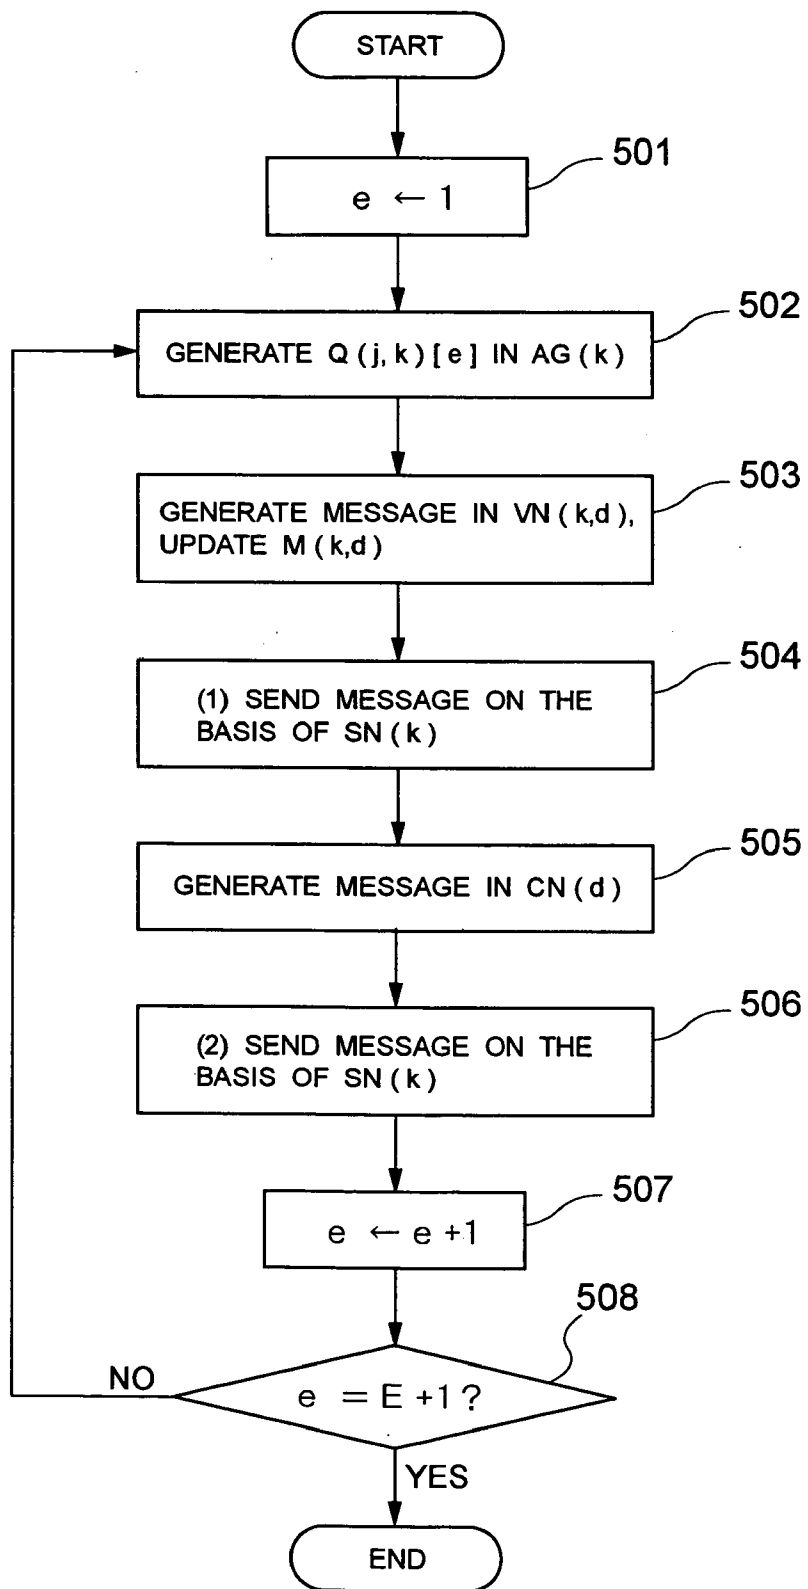 START
501
e ← 1
502
GENERATE Q(j,k)[e] IN AG(k)
503
GENERATE MESSAGE IN VN(k,d),
UPDATE M(k,d)
504
(1) SEND MESSAGE ON THE
BASIS OF SN(k)
505
GENERATE MESSAGE IN CN(d)
506
(2) SEND MESSAGE ON THE
BASIS OF SN(k)
507
e ← e+1
508
NO
e = E+1?
YES
END